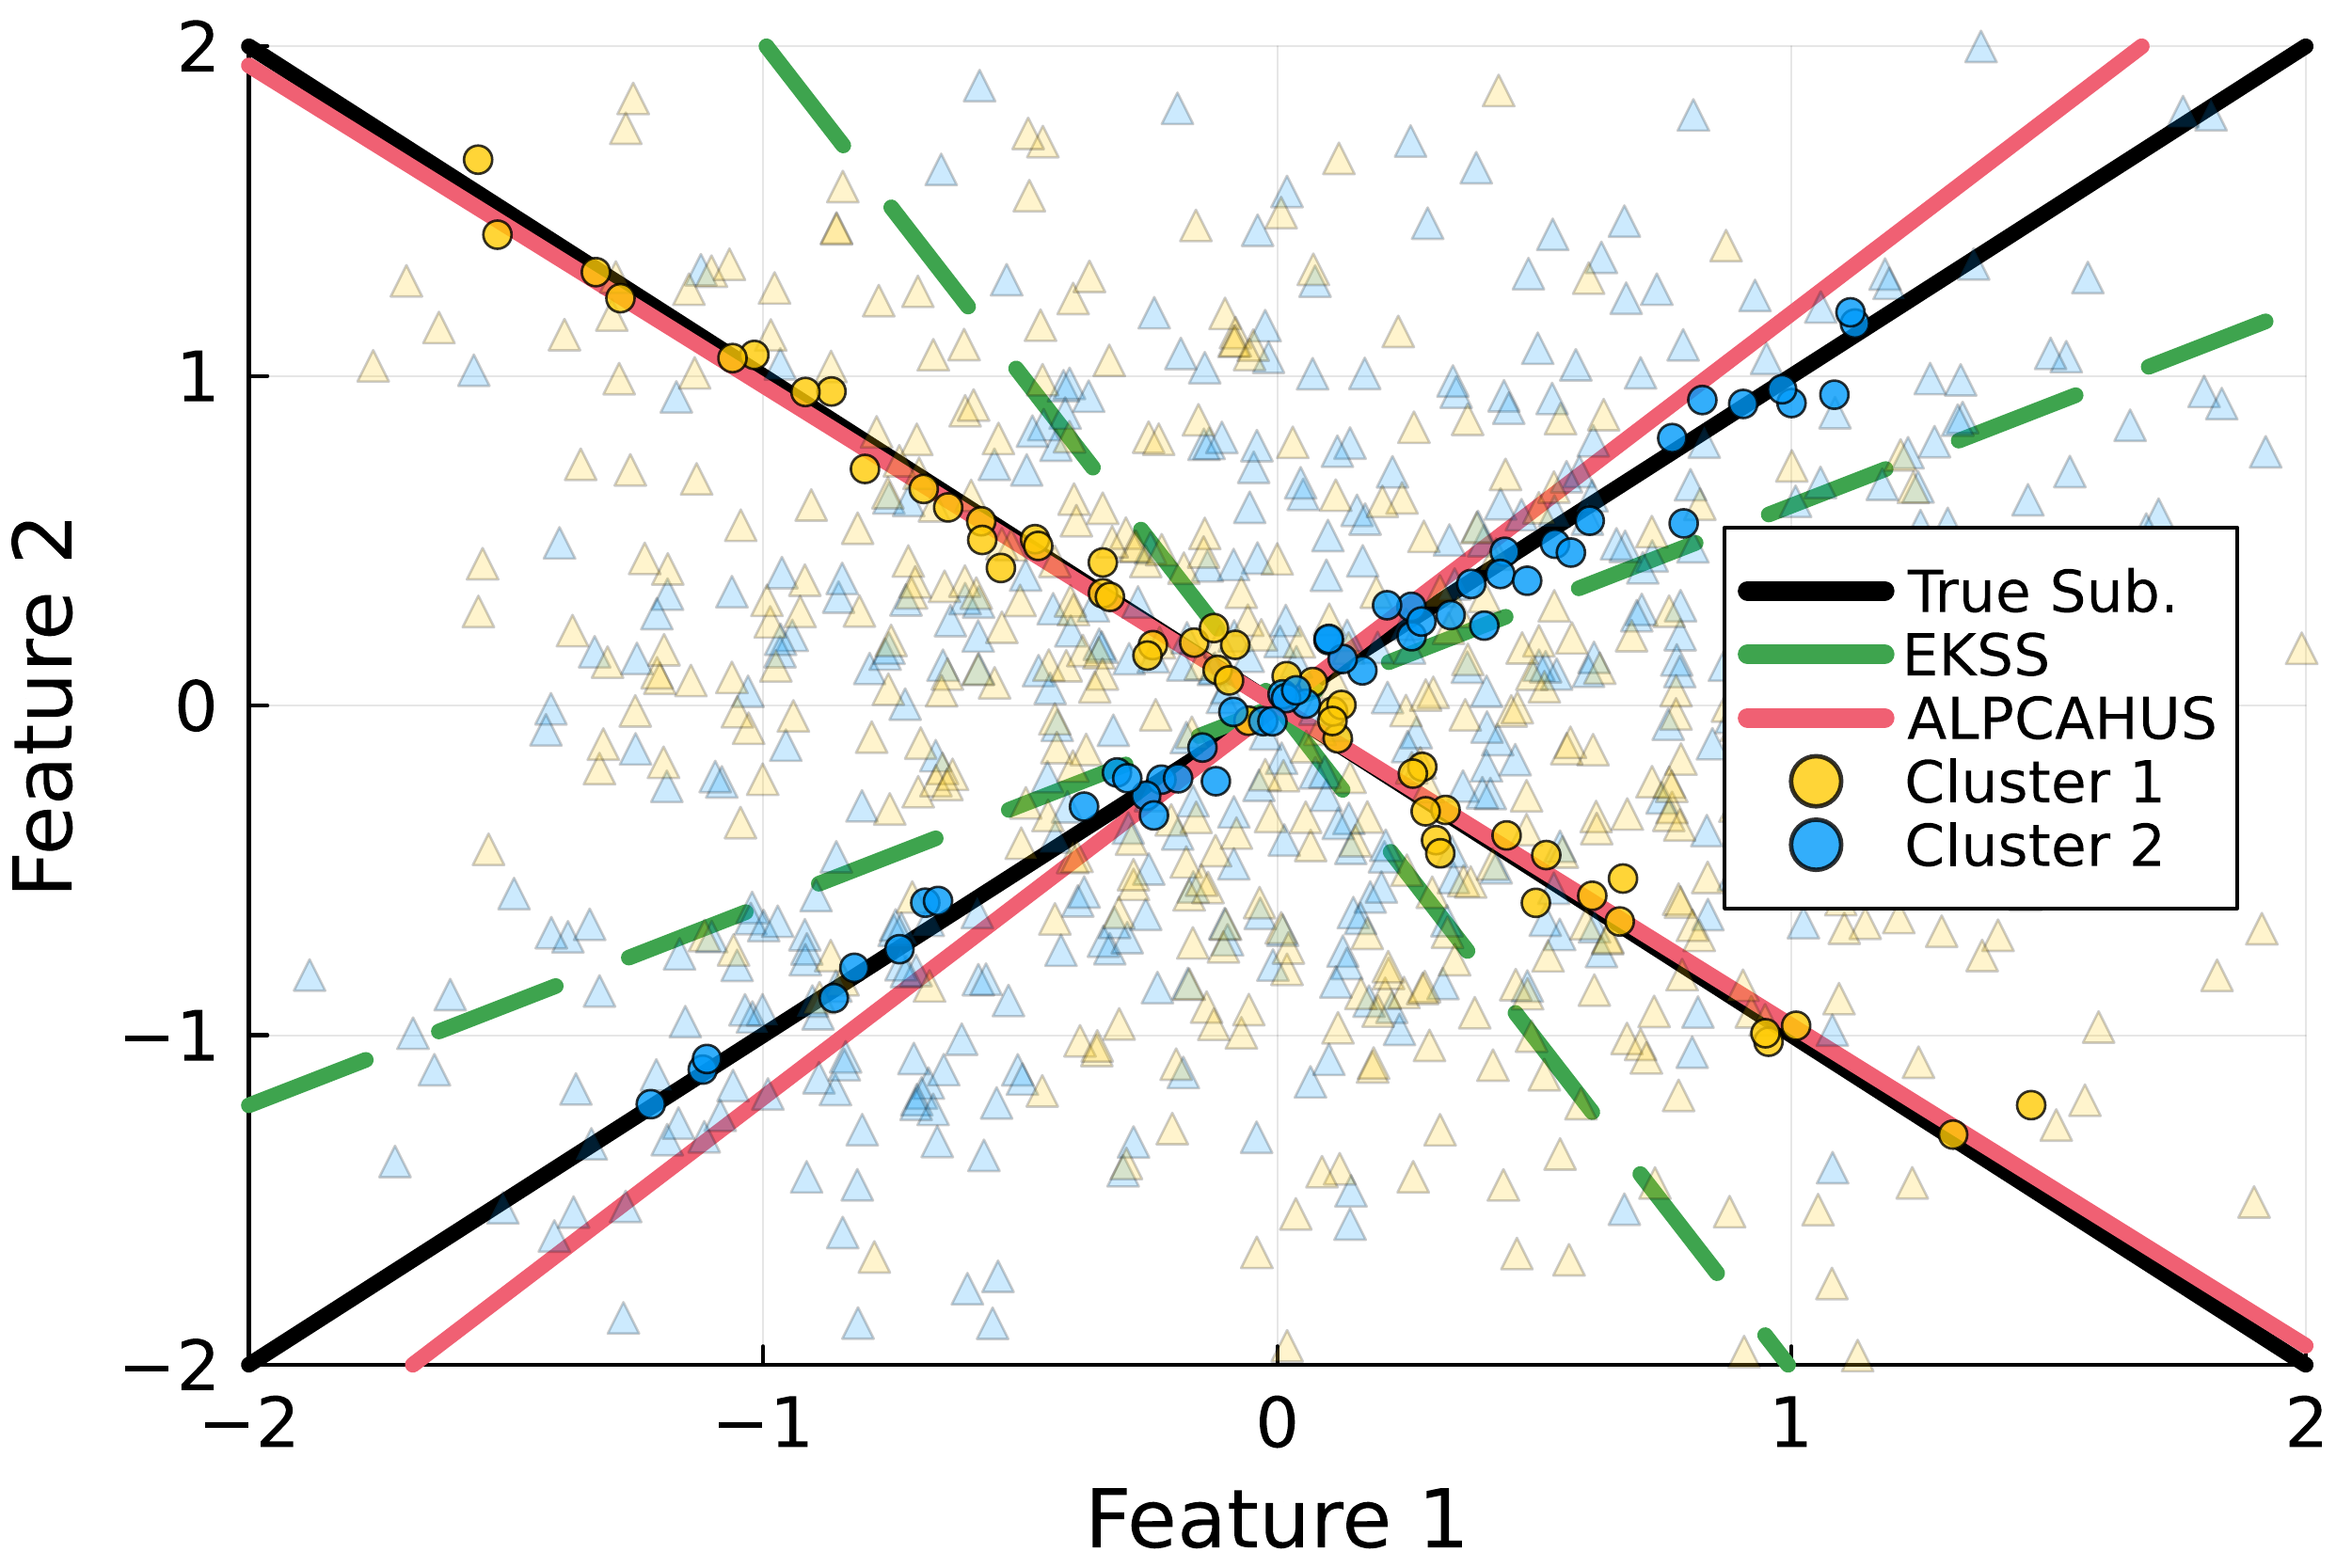 2
1
0
−1
−2
Feature 2
−2
−1
0
1
2
Feature 1
True Sub.
EKSS
ALPCAHUS
Cluster 1
Cluster 2